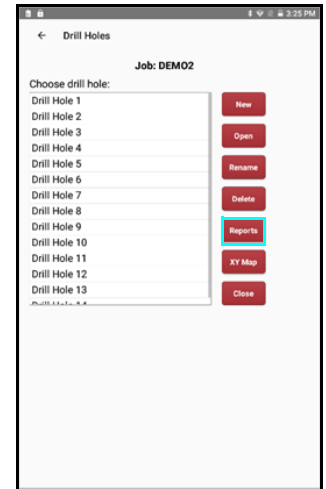 3:25 PM
← Drill Holes
Job: DEMO2
Choose drill hole:
Drill Hole 1
Drill Hole 2
Drill Hole 3
Drill Hole 4
Drill Hole 5
Drill Hole 6
Drill Hole 7
Drill Hole 8
Drill Hole 9
Drill Hole 10
Drill Hole 11
Drill Hole 12
Drill Hole 13
Drill Hole 14
New
Open
Rename
Delete
Reports
XY Map
Close